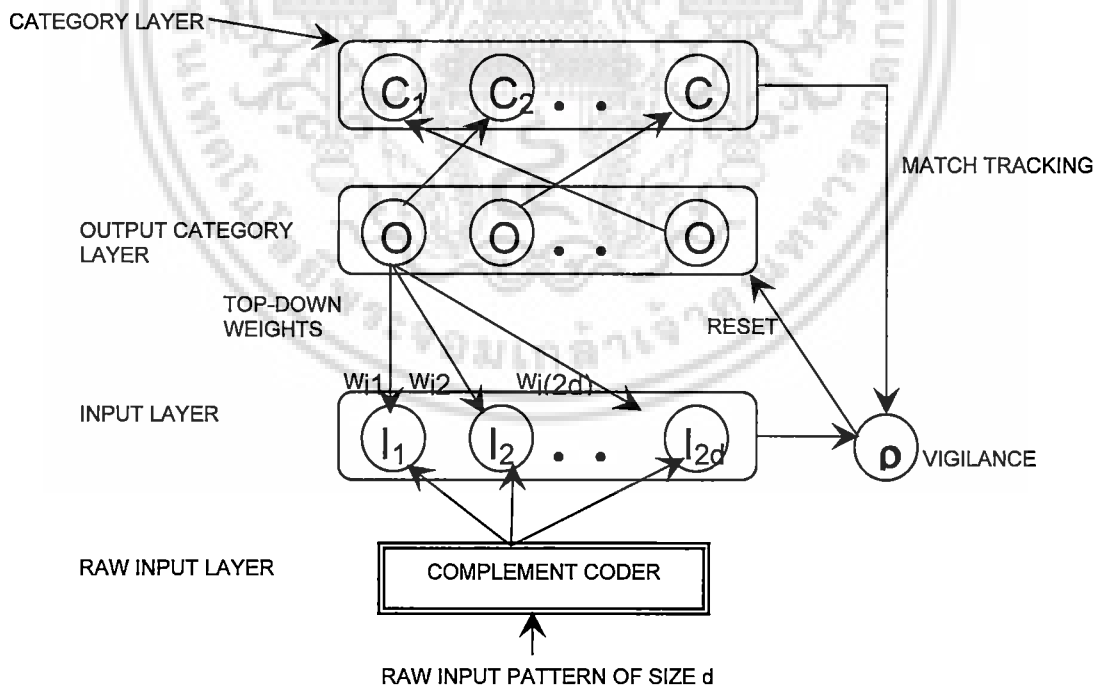 CATEGORY LAYER
C1 C2 . . C
MATCH TRACKING
OUTPUT CATEGORY
LAYER
O O . . O
TOP-DOWN
WEIGHTS
RESET
wi1 wi2 wi(2d)
INPUT LAYER
I1 I2 . . I2d
ρ VIGILANCE
RAW INPUT LAYER
COMPLEMENT CODER
RAW INPUT PATTERN OF SIZE d